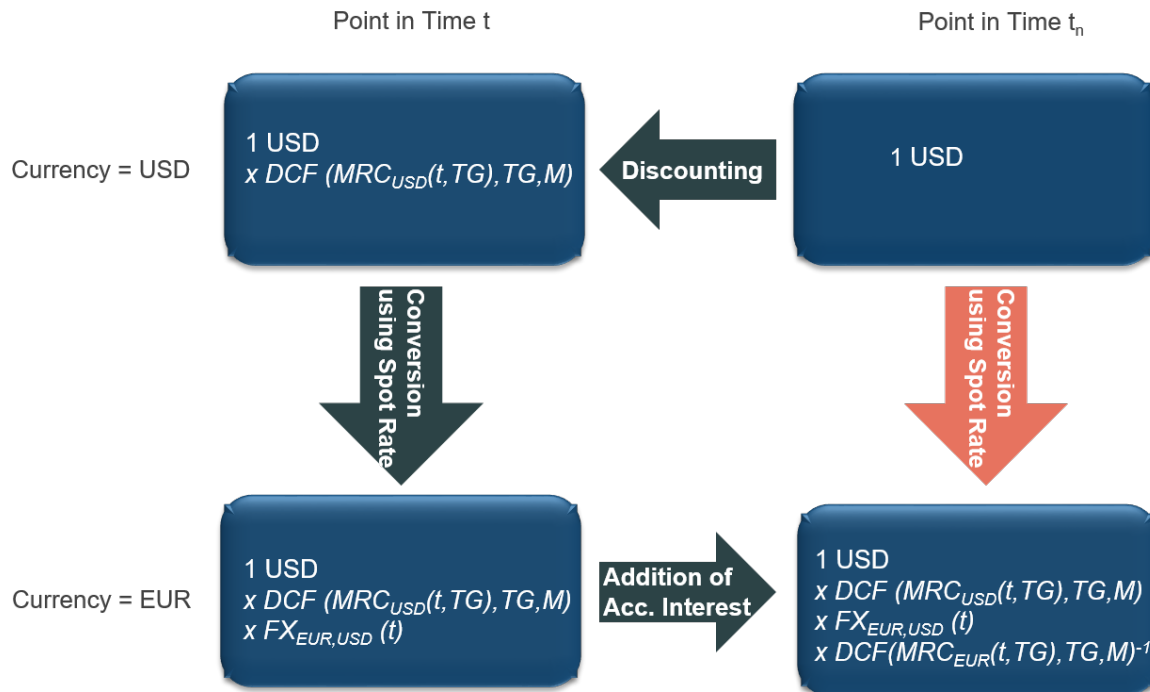 Point in Time t
Point in Time tn
Currency = USD
1 USD
x DCF (MRCUSD(t,TG),TG,M)
Discounting
1 USD
Conversion
using Spot Rate
Conversion
using Spot Rate
Currency = EUR
1 USD
x DCF (MRCUSD(t,TG),TG,M)
x FXEUR,USD (t)
Addition of
Acc. Interest
1 USD
x DCF (MRCUSD(t,TG),TG,M)
x FXEUR,USD (t)
x DCF(MRCEUR(t,TG),TG,M)-1